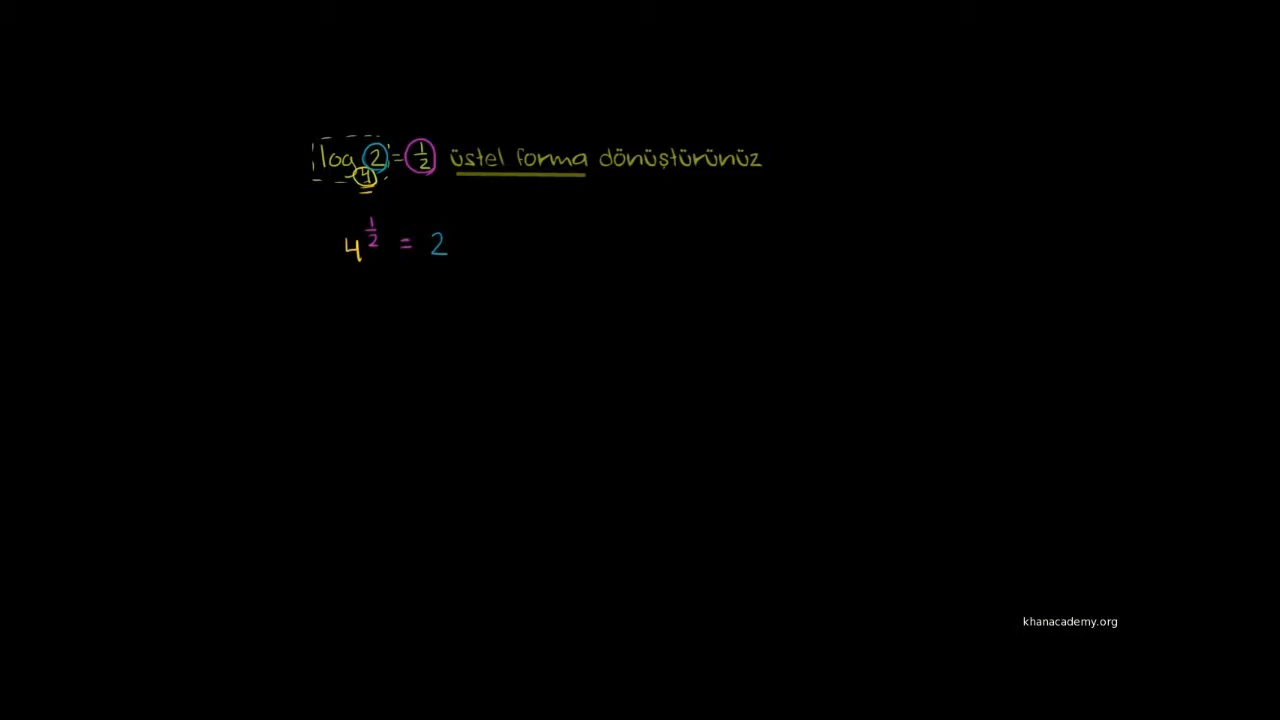 log₄ 2 = 1/2 üstel forma dönüştürünüz
4^(1/2) = 2
khanacademy.org